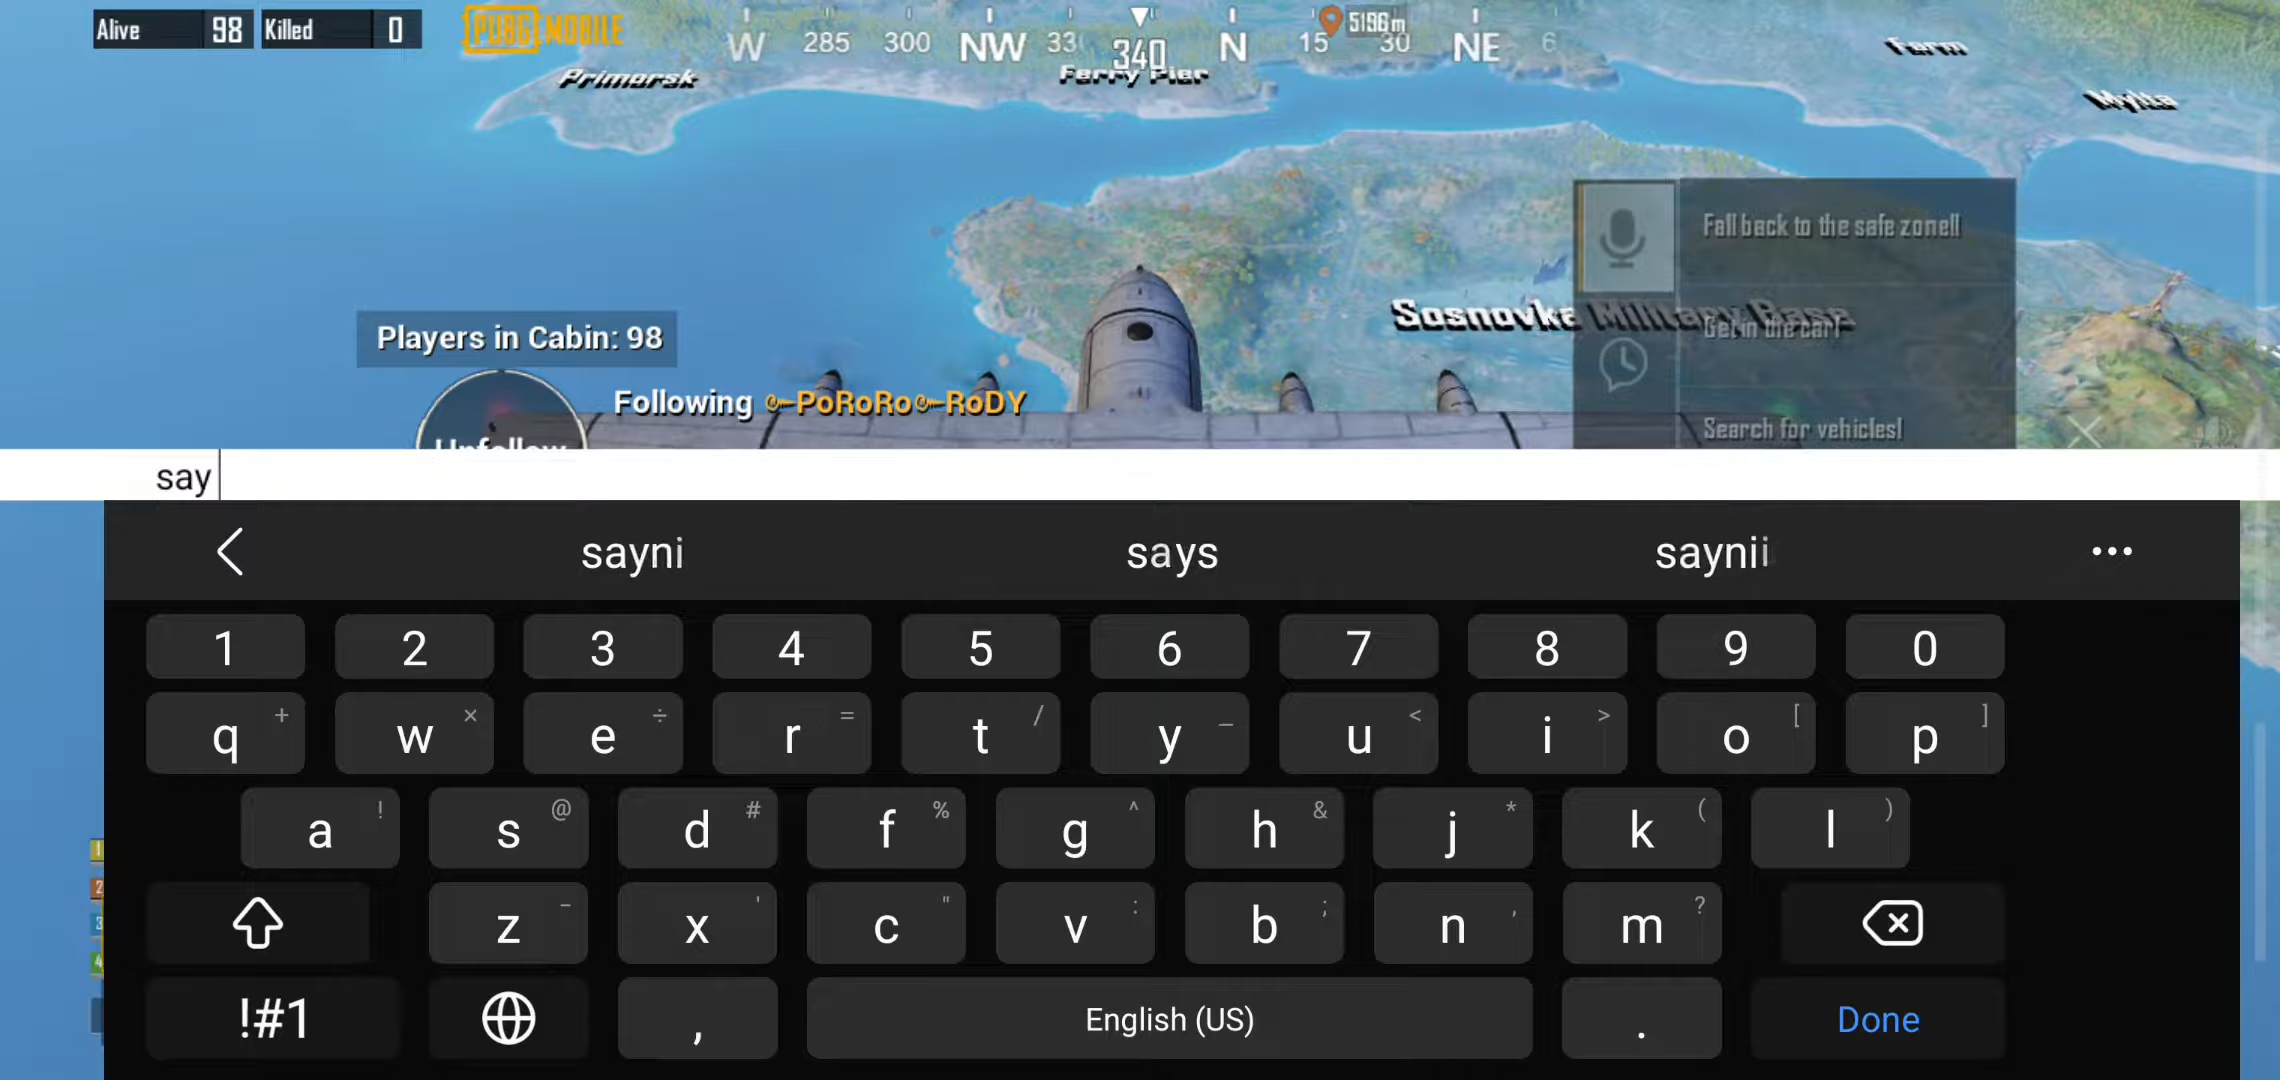 Alive 98 Killed 0
PUBG MOBILE
W 285 300 NW 340 N 15 30 NE
5196m
Primorsk
Ferry Pier
Farm
Mylta
Fall back to the safe zone!!
Sosnovka Military Base
Get in the car!
Players in Cabin: 98
Following PoRoRo RoDY
Search for vehicles!
Unfollow
say
sayni says saynii ...
1 2 3 4 5 6 7 8 9 0
q + w × e ÷ r = t / y _ u < i > o [ p ]
a ! s @ d # f % g ^ h & j * k ( l )
z - x ' c " v : b ; n , m ?
!#1 , English (US) . Done